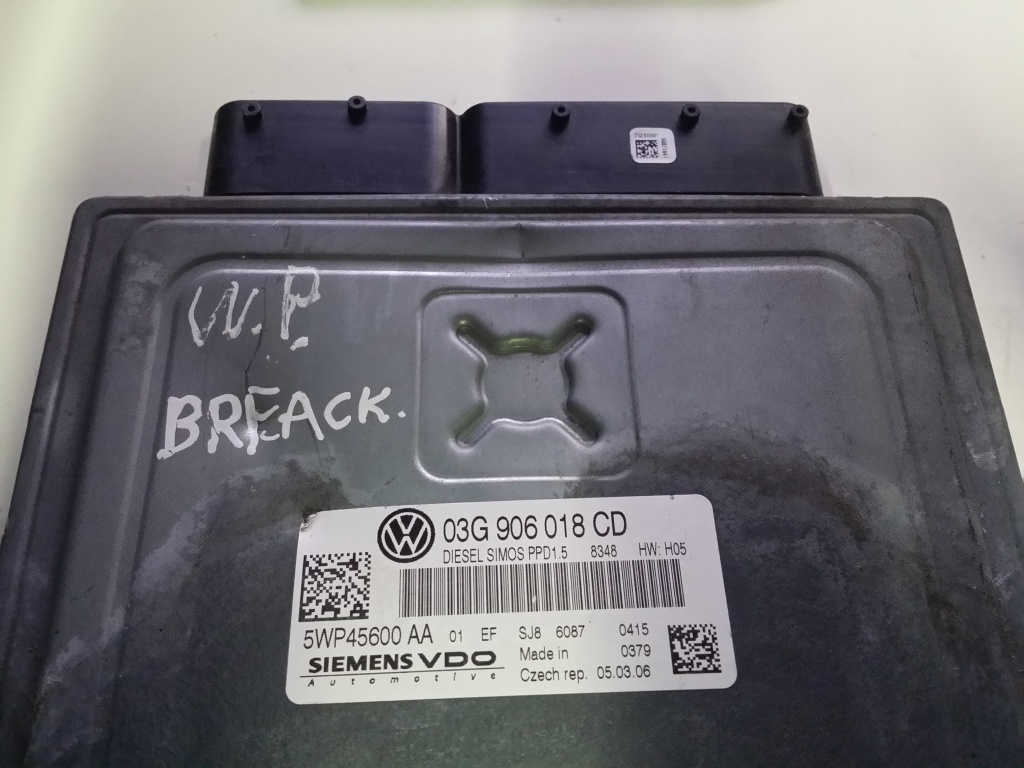 W.P
BREACK.
03G 906 018 CD
DIESEL SIMOS PPD1.5 8348 HW: H05
5WP45600 AA 01 EF SJ8 6087 0415
SIEMENS VDO Made in 0379
Automotive Czech rep. 05.03.06